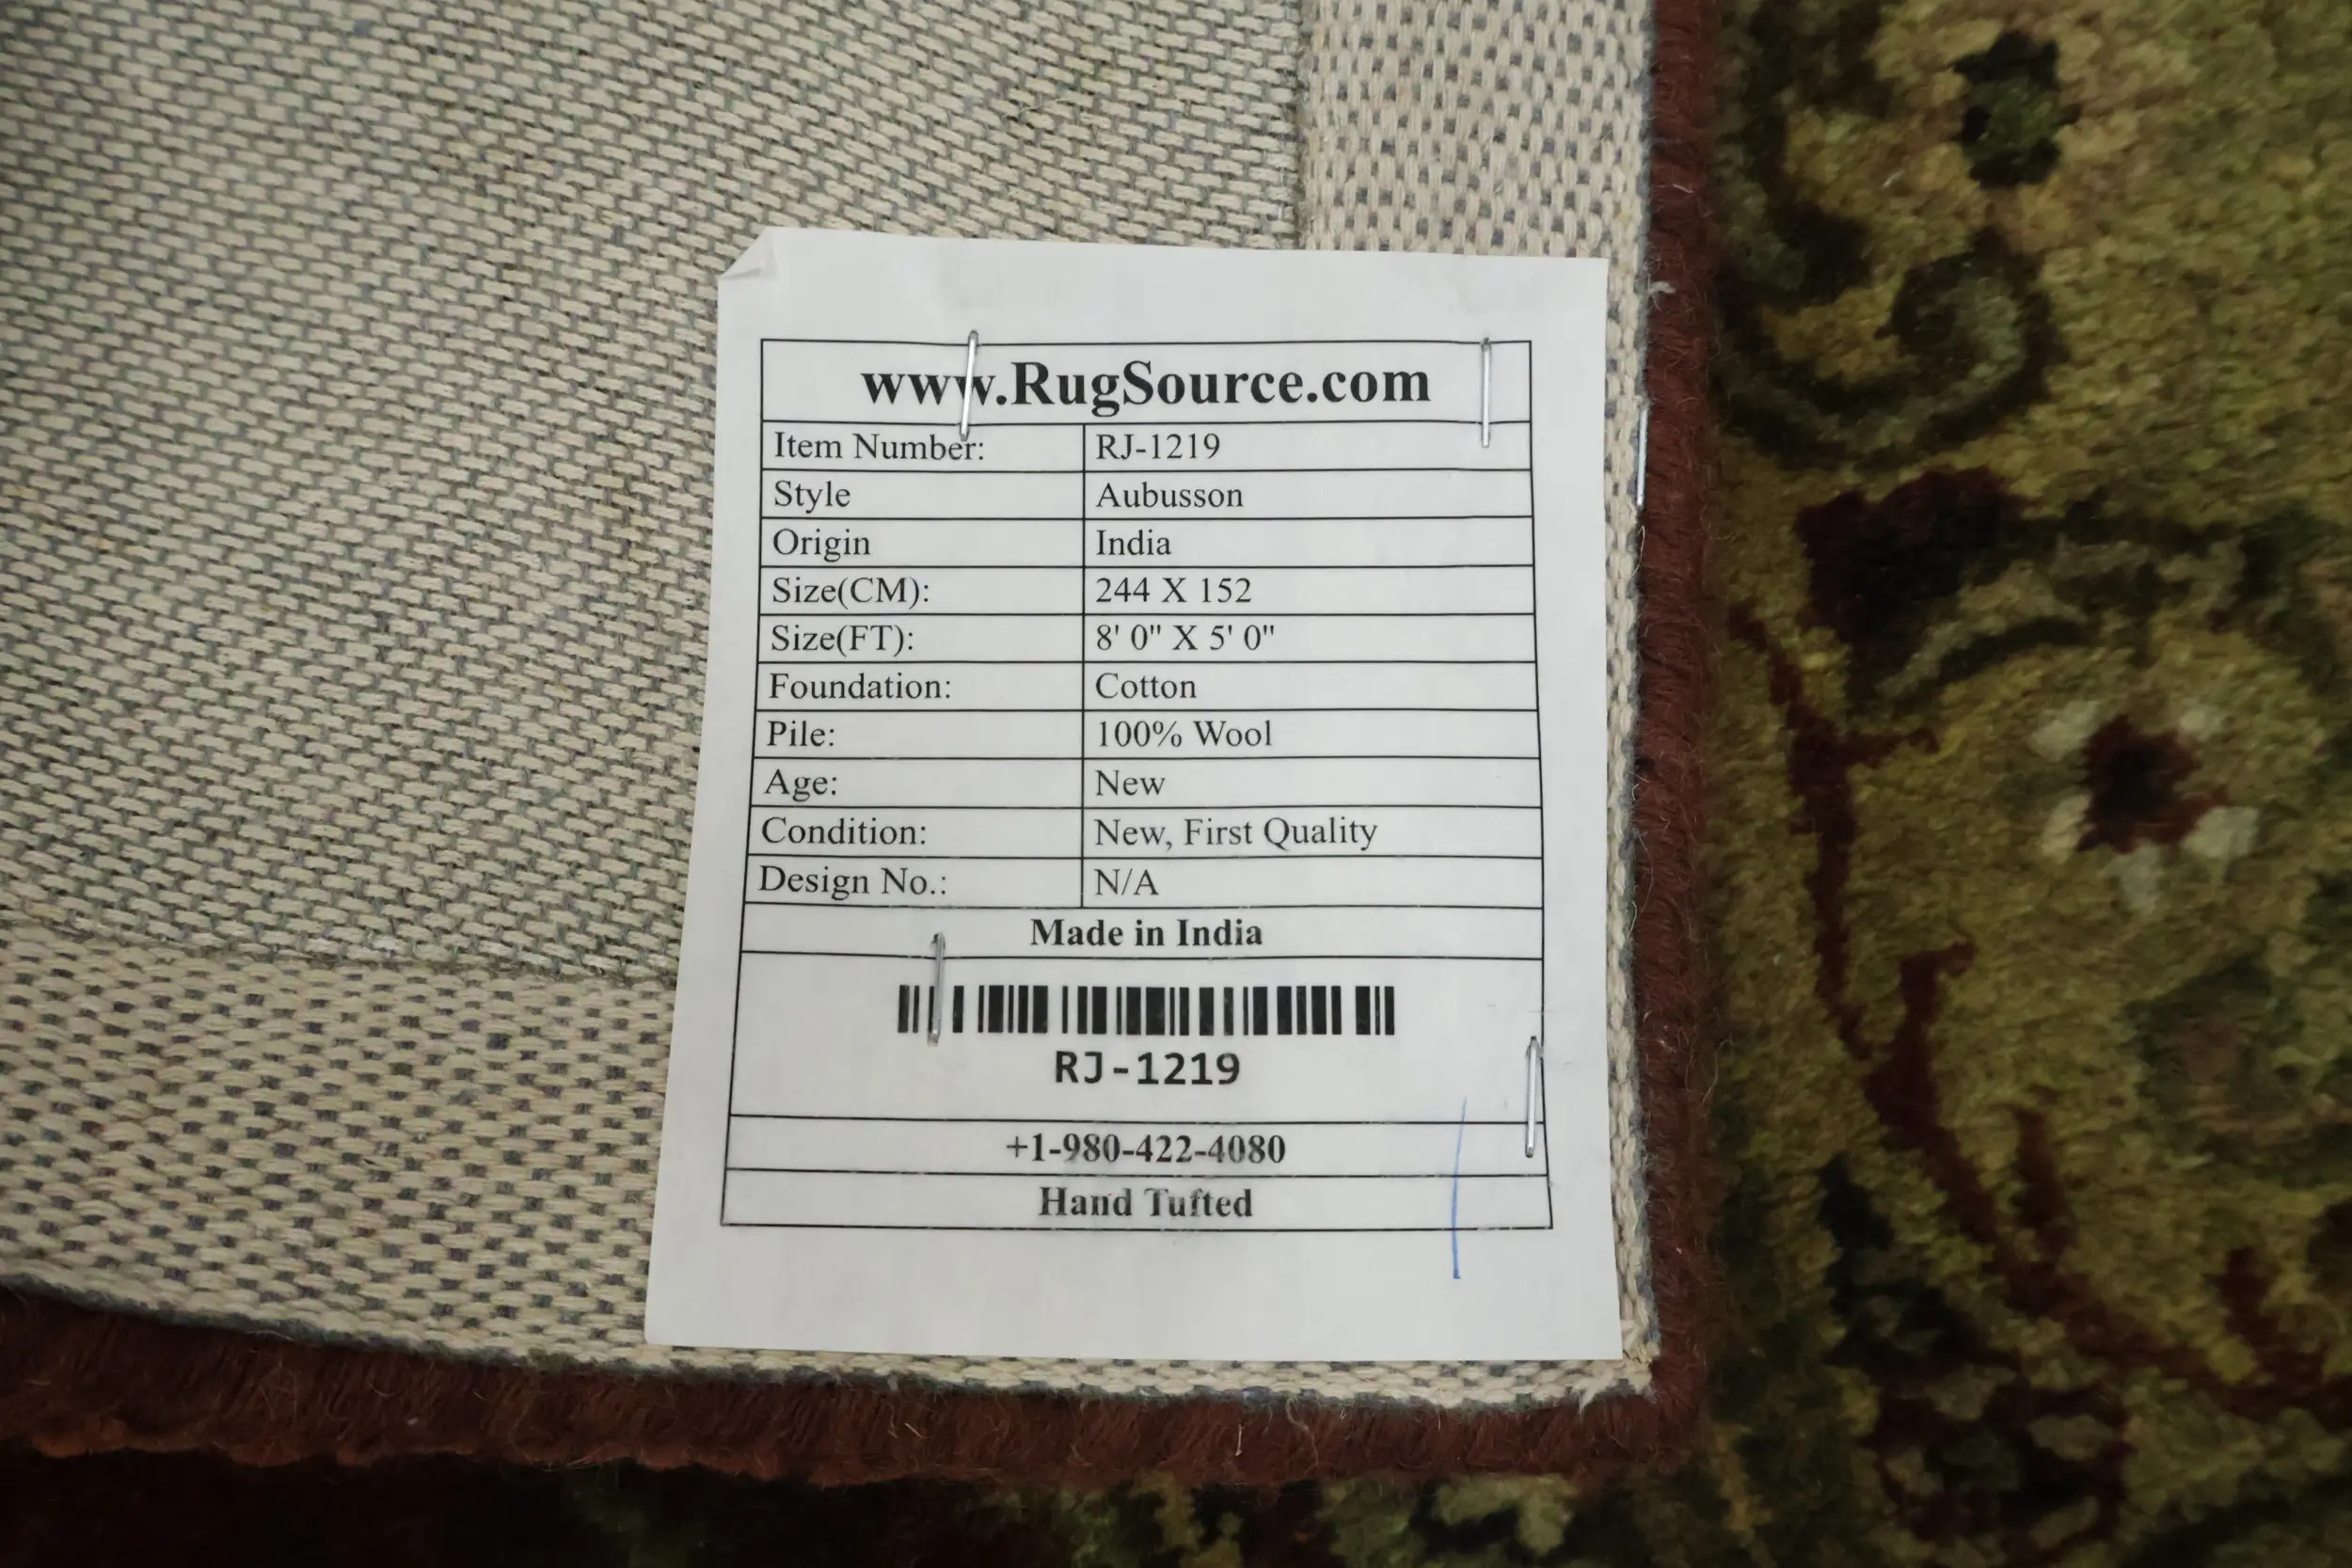 www.RugSource.com
Item Number: RJ-1219
Style Aubusson
Origin India
Size(CM): 244 X 152
Size(FT): 8' 0" X 5' 0"
Foundation: Cotton
Pile: 100% Wool
Age: New
Condition: New, First Quality
Design No.: N/A
Made in India
RJ-1219
+1-980-422-4080
Hand Tufted